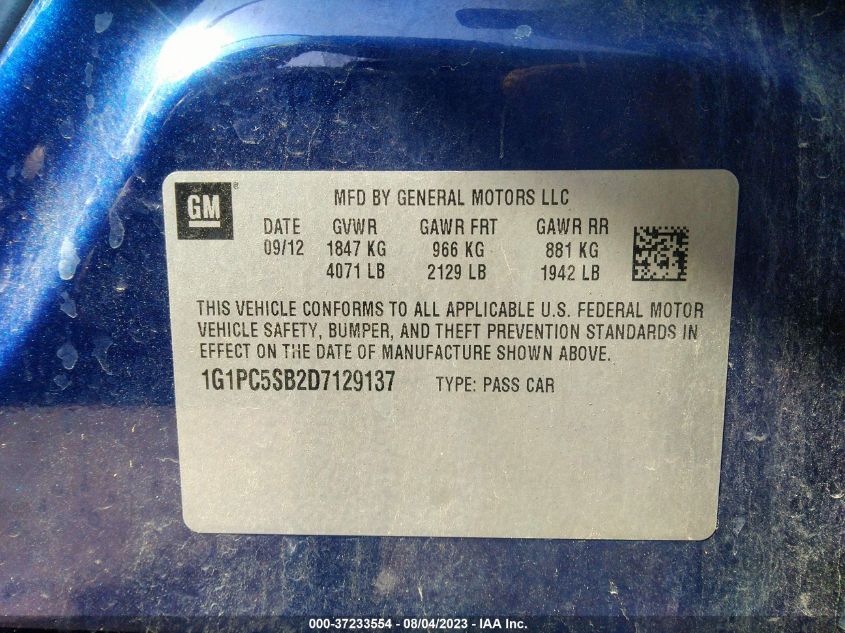 GM ®
MFD BY GENERAL MOTORS LLC
DATE GVWR GAWR FRT GAWR RR
09/12 1847 KG 966 KG 881 KG
4071 LB 2129 LB 1942 LB
THIS VEHICLE CONFORMS TO ALL APPLICABLE U.S. FEDERAL MOTOR
VEHICLE SAFETY, BUMPER, AND THEFT PREVENTION STANDARDS IN
EFFECT ON THE DATE OF MANUFACTURE SHOWN ABOVE.
1G1PC5SB2D7129137 TYPE: PASS CAR
000-37233554 - 08/04/2023 - IAA Inc.